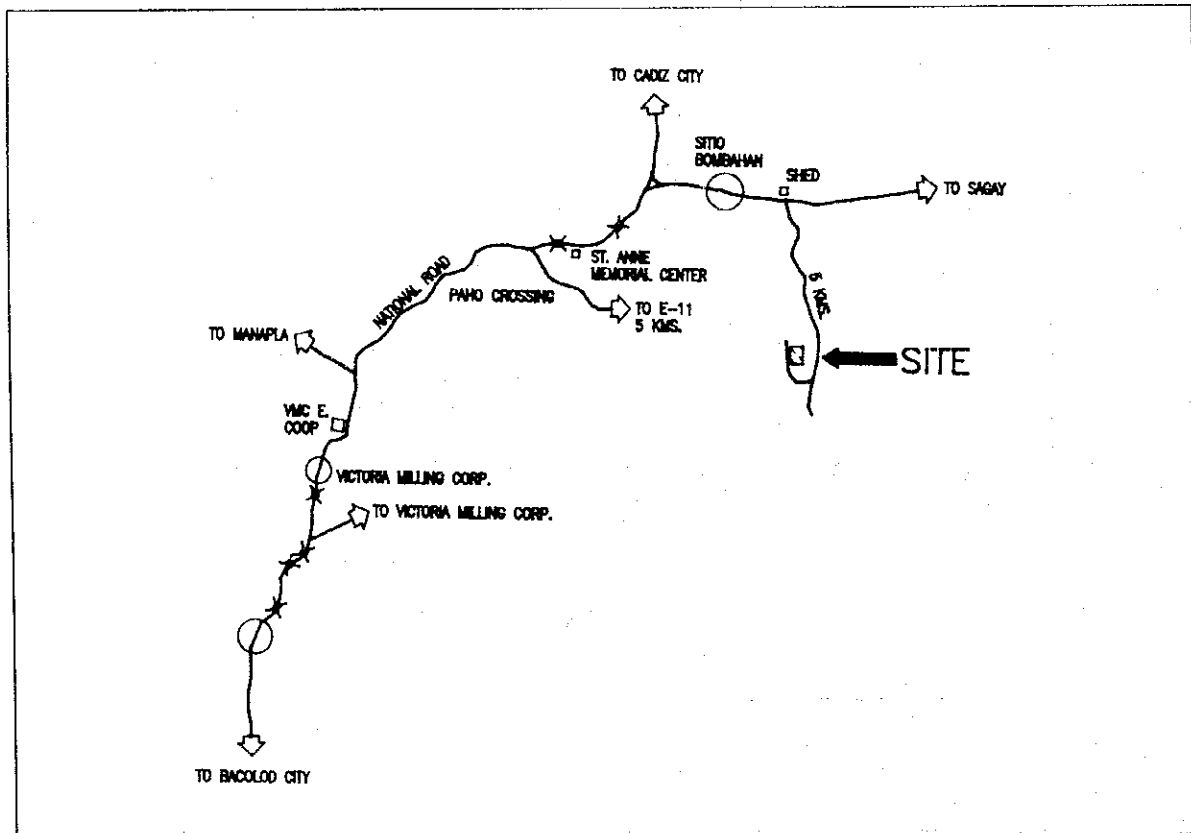 TO CADIZ CITY
SITIO
BOMBAHAN
SHED
TO SAGAY
ST. ANNE
MEMORIAL CENTER
NATIONAL ROAD
PAHO CROSSING
TO E-11
5 KMS.
5 KMS.
TO MANAPLA
SITE
VMC E.
COOP
VICTORIA MILLING CORP.
TO VICTORIA MILLING CORP.
TO BACOLOD CITY